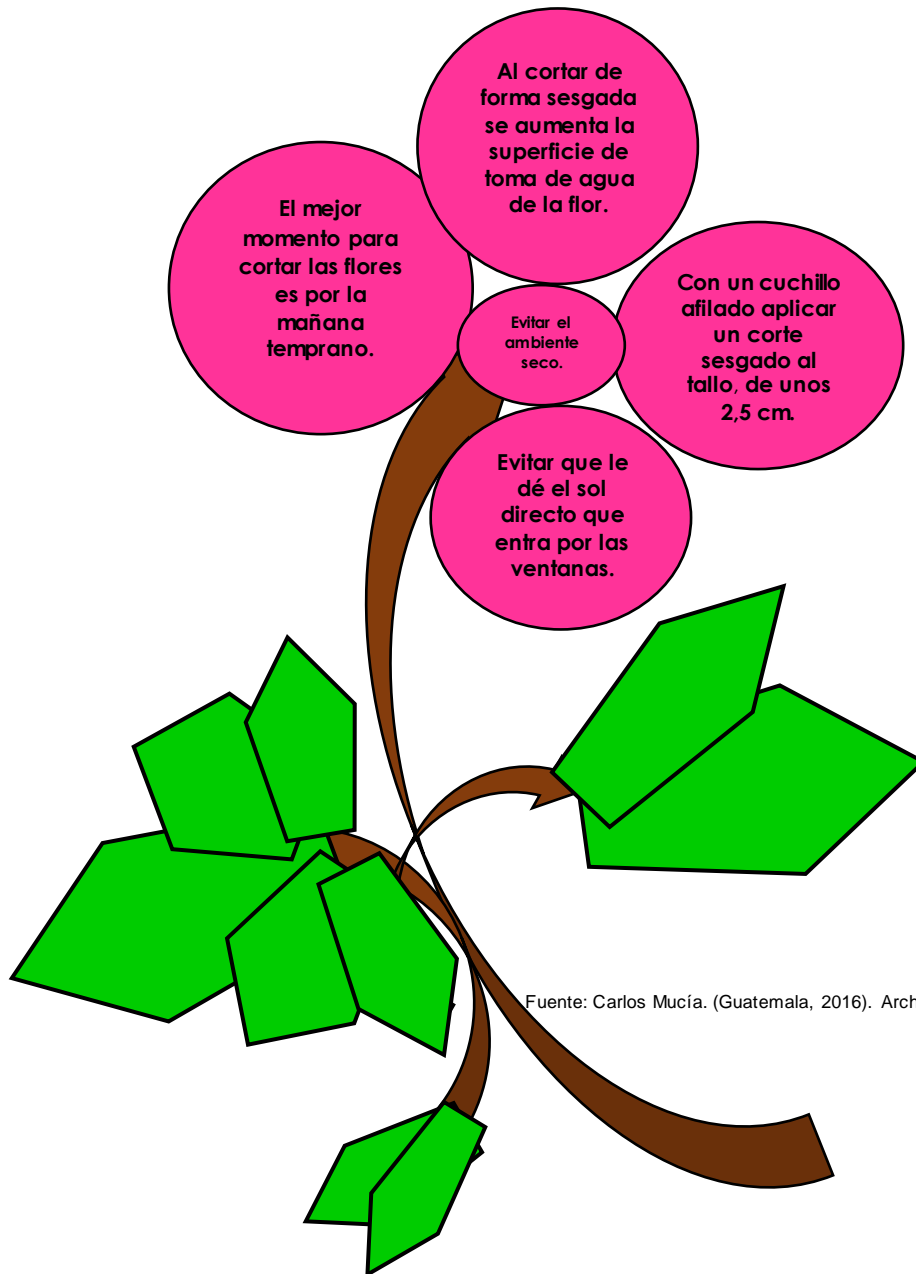 Al cortar de
forma sesgada
se aumenta la
superficie de
toma de agua
de la flor.
El mejor
momento para
cortar las flores
es por la
mañana
temprano.
Con un cuchillo
afilado aplicar
un corte
sesgado al
tallo, de unos
2,5 cm.
Evitar el
ambiente
seco.
Evitar que le
dé el sol
directo que
entra por las
ventanas.
Fuente: Carlos Mucía. (Guatemala, 2016). Arch